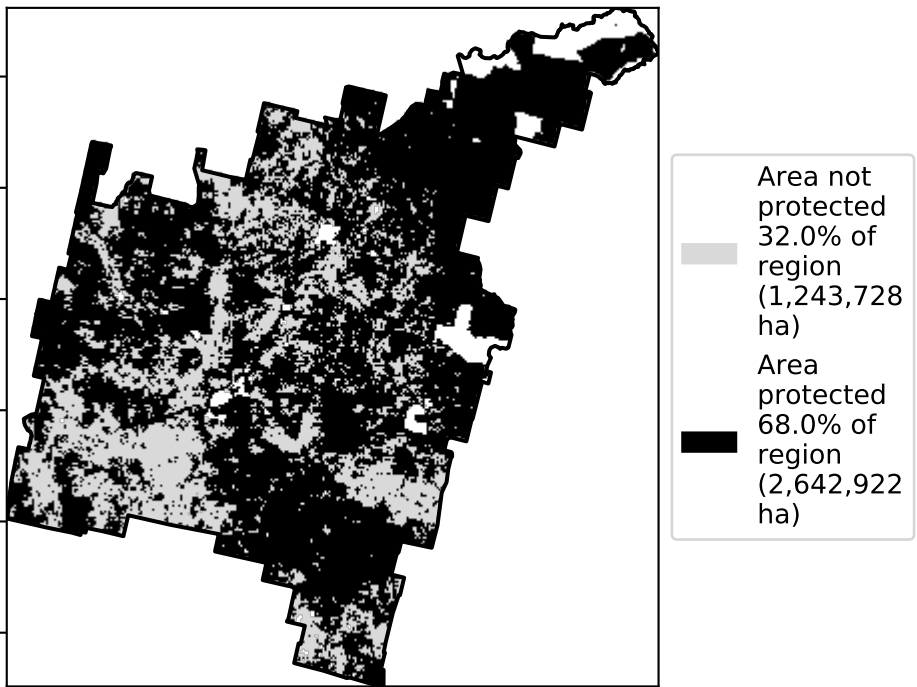 Area not
protected
32.0% of
region
(1,243,728
ha)
Area
protected
68.0% of
region
(2,642,922
ha)